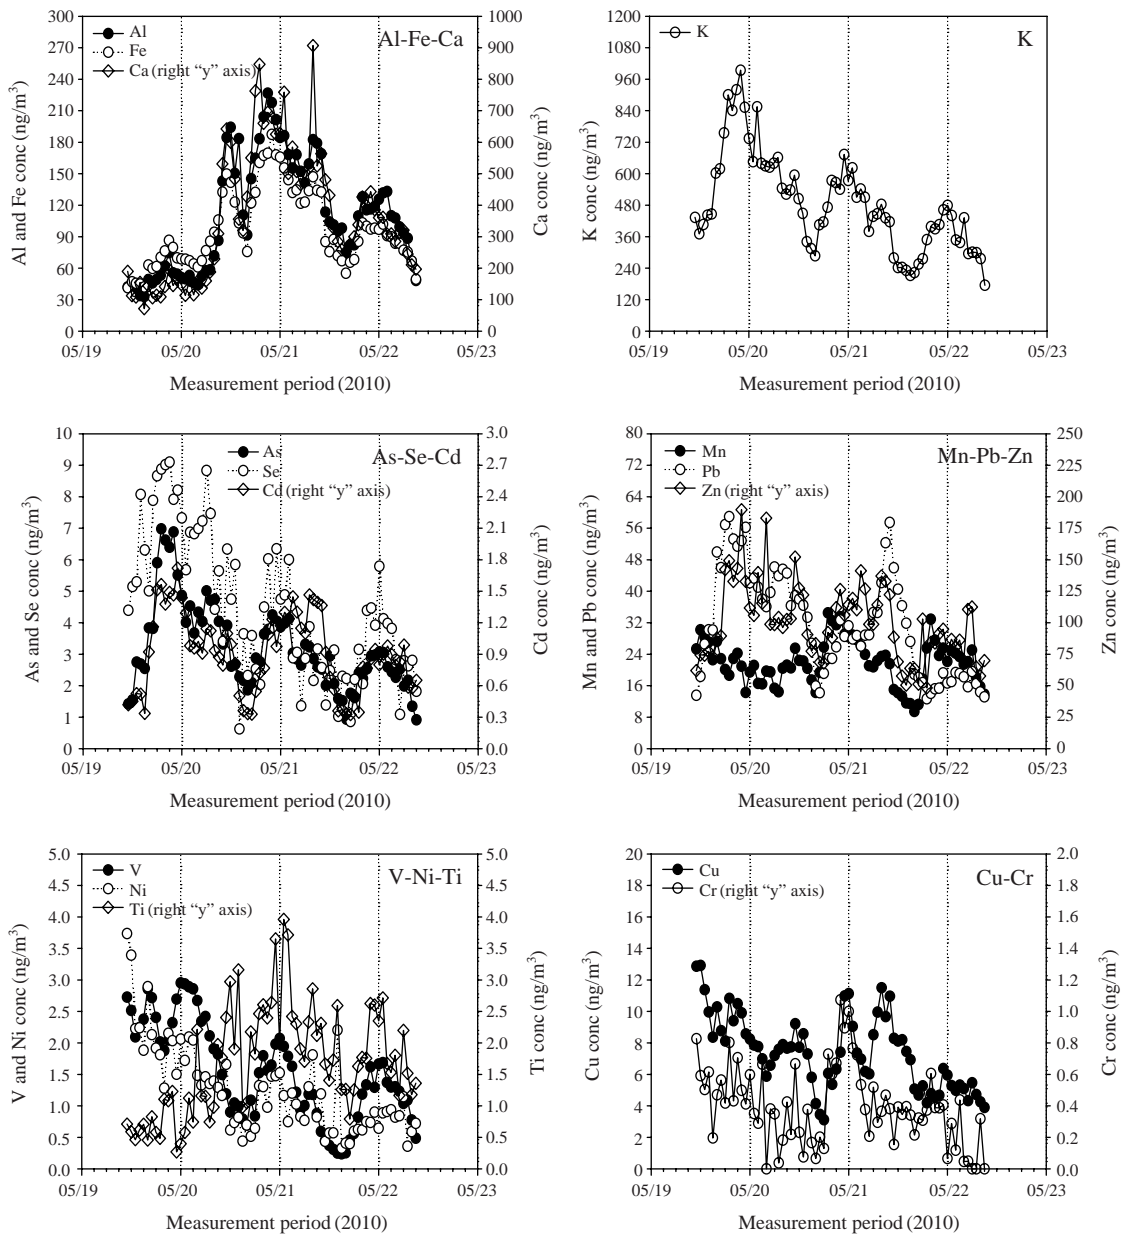 Al-Fe-Ca
Al
Fe
Ca (right “y” axis)
Al and Fe conc (ng/m³)
300
270
240
210
180
150
120
90
60
30
0
Ca conc (ng/m³)
1000
900
800
700
600
500
400
300
200
100
0
05/19 05/20 05/21 05/22 05/23
Measurement period (2010)
K
K
K conc (ng/m³)
1200
1080
960
840
720
600
480
360
240
120
0
05/19 05/20 05/21 05/22 05/23
Measurement period (2010)
As-Se-Cd
As
Se
Cd (right “y” axis)
As and Se conc (ng/m³)
10
9
8
7
6
5
4
3
2
1
0
Cd conc (ng/m³)
3.0
2.7
2.4
2.1
1.8
1.5
1.2
0.9
0.6
0.3
0.0
05/19 05/20 05/21 05/22 05/23
Measurement period (2010)
Mn-Pb-Zn
Mn
Pb
Zn (right “y” axis)
Mn and Pb conc (ng/m³)
80
72
64
56
48
40
32
24
16
8
0
Zn conc (ng/m³)
250
225
200
175
150
125
100
75
50
25
0
05/19 05/20 05/21 05/22 05/23
Measurement period (2010)
V-Ni-Ti
V
Ni
Ti (right “y” axis)
V and Ni conc (ng/m³)
5.0
4.5
4.0
3.5
3.0
2.5
2.0
1.5
1.0
0.5
0.0
Ti conc (ng/m³)
5.0
4.5
4.0
3.5
3.0
2.5
2.0
1.5
1.0
0.5
0.0
05/19 05/20 05/21 05/22 05/23
Measurement period (2010)
Cu-Cr
Cu
Cr (right “y” axis)
Cu conc (ng/m³)
20
18
16
14
12
10
8
6
4
2
0
Cr conc (ng/m³)
2.0
1.8
1.6
1.4
1.2
1.0
0.8
0.6
0.4
0.2
0.0
05/19 05/20 05/21 05/22 05/23
Measurement period (2010)